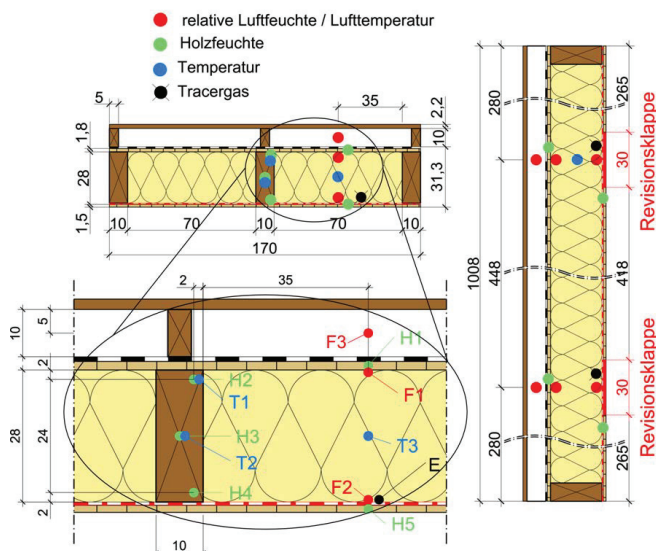 relative Luftfeuchte / Lufttemperatur
Holzfeuchte
Temperatur
Tracergas
5
35
2,2
1,8
10
28
31,3
1,5
10
70
10
70
10
170
2
35
5
10
F3
H1
2
H2
F1
T1
28
24
H3
T3
T2
E
H4
F2
2
H5
10
280
265
30
Revisionsklappe
1008
448
418
30
Revisionsklappe
280
265